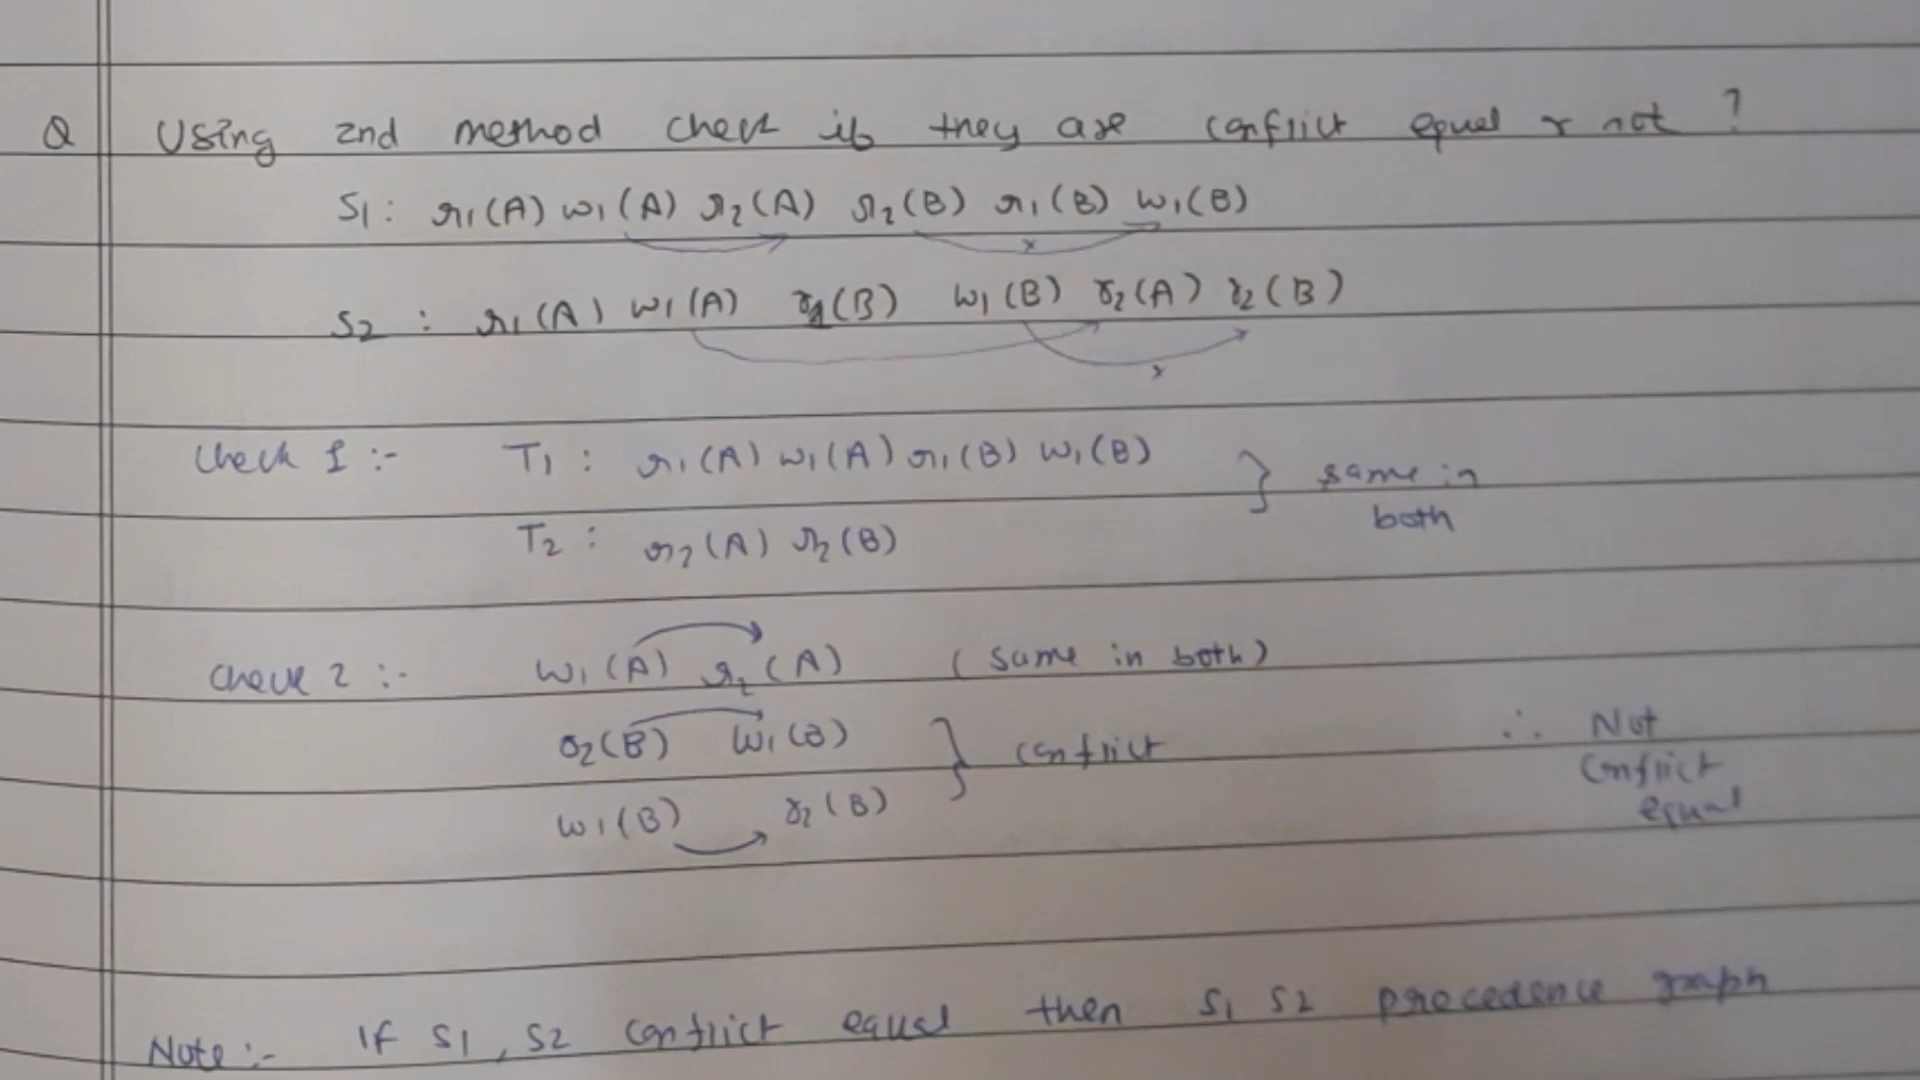 Q Using 2nd method check if they are conflict equal r not ?
S1 : r1(A) w1(A) r2(A) r2(B) r1(B) w1(B)
x
S2 : r1(A) w1(A) r1(B) w1(B) r2(A) r2(B)
x
Check 1 :- T1 : r1(A) w1(A) r1(B) w1(B)
same in
both
T2 : r2(A) r2(B)
Check 2 :- w1(A) r2(A) (same in both)
r2(B) W1(B) conflict ∴ Not
Conflict
equal
w1(B) r2(B)
Note :- If S1, S2 conflict equal then S1 S2 precedence graph